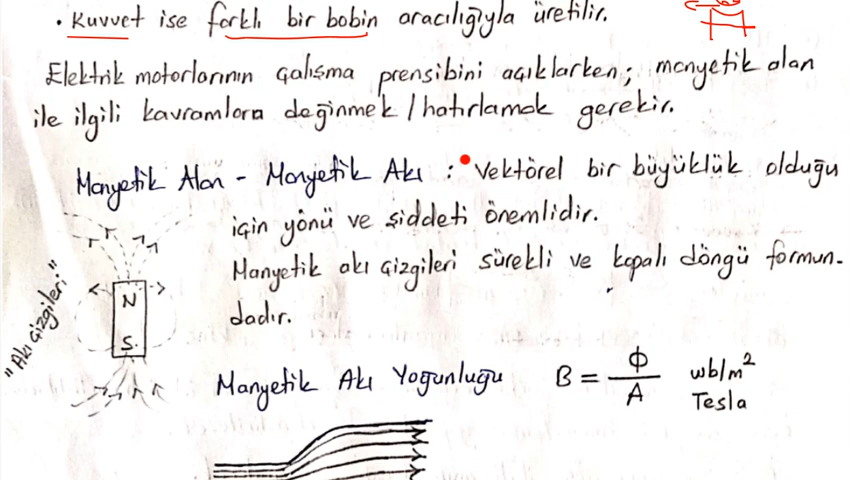 • Kuvvet ise farklı bir bobin aracılığıyla üretilir.
Elektrik motorlarının çalışma prensibini açıklarken; manyetik alan
ile ilgili kavramlara değinmek / hatırlamak gerekir.
Manyetik Alan - Manyetik Akı : Vektörel bir büyüklük olduğu
için yönü ve şiddeti önemlidir.
Manyetik akı çizgileri sürekli ve kapalı döngü formun-
dadır.
"Akı Çizgileri"
N
S
Manyetik Akı Yoğunluğu B = Φ / A wb/m²
Tesla